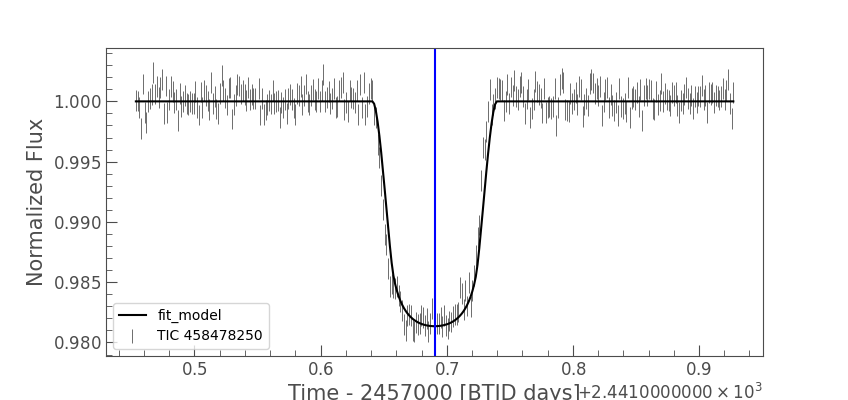 Normalized Flux
1.000
0.995
0.990
0.985
0.980
fit_model
TIC 458478250
0.5 0.6 0.7 0.8 0.9
Time - 2457000 [BTJD days]
+2.4410000000 × 10³